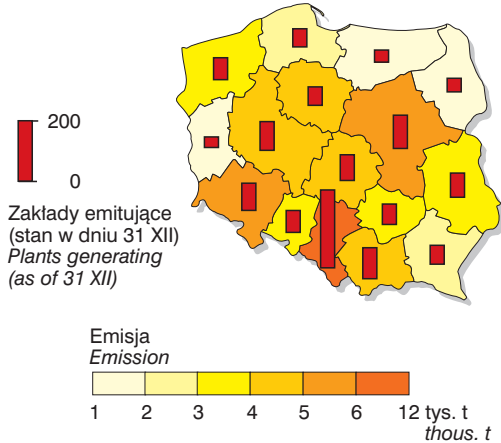 200
0
Zakłady emitujące
(stan w dniu 31 XII)
Plants generating
(as of 31 XII)
Emisja
Emission
1 2 3 4 5 6 12 tys. t
thous. t